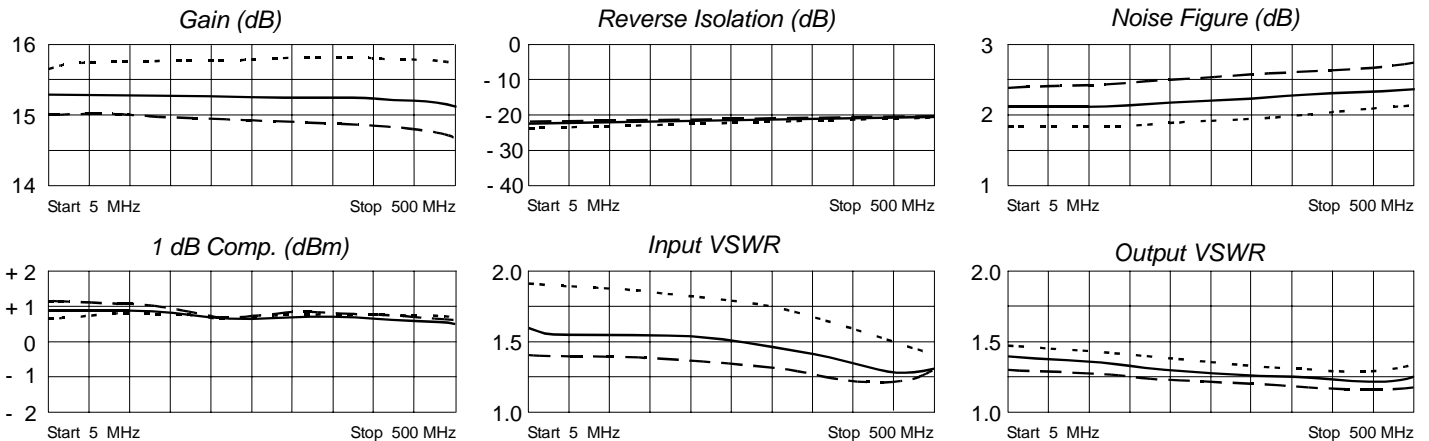 Gain (dB)
16
15
14
Start 5 MHz
Stop 500 MHz
Reverse Isolation (dB)
0
- 10
- 20
- 30
- 40
Start 5 MHz
Stop 500 MHz
Noise Figure (dB)
3
2
1
Start 5 MHz
Stop 500 MHz
1 dB Comp. (dBm)
+ 2
+ 1
0
- 1
- 2
Start 5 MHz
Stop 500 MHz
Input VSWR
2.0
1.5
1.0
Start 5 MHz
Stop 500 MHz
Output VSWR
2.0
1.5
1.0
Start 5 MHz
Stop 500 MHz